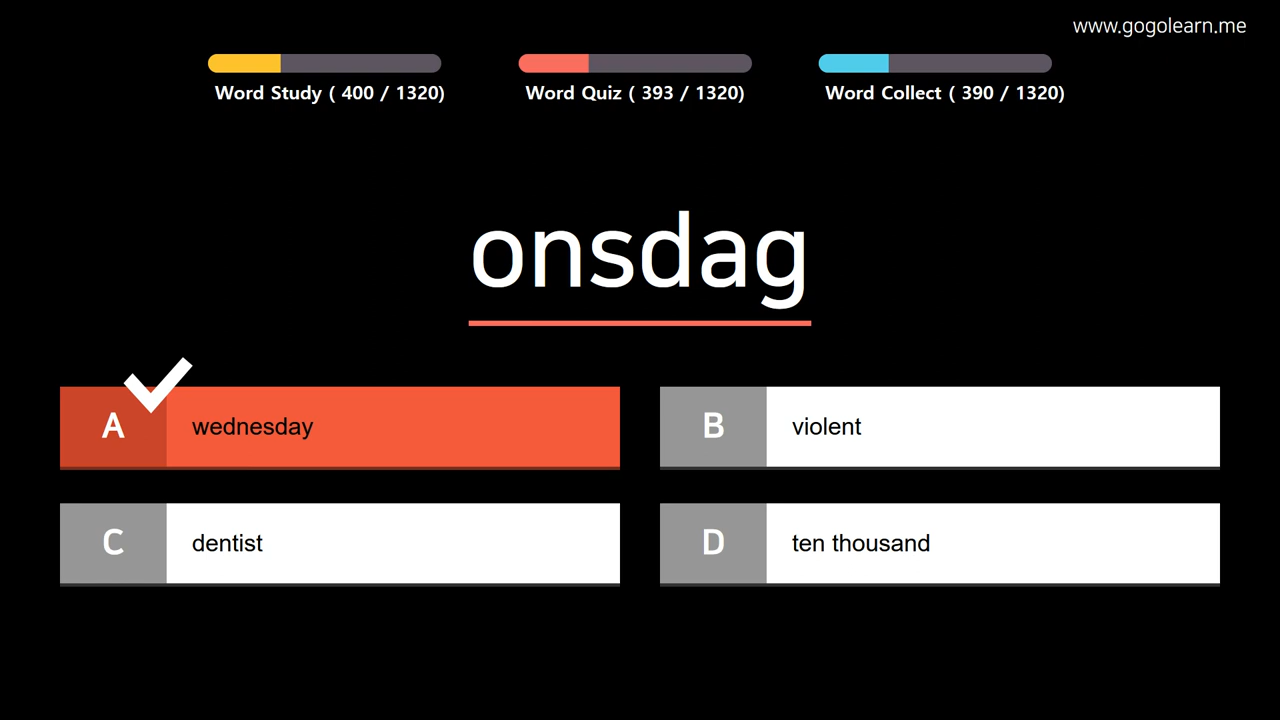 www.gogolearn.me
Word Study ( 400 / 1320)
Word Quiz ( 393 / 1320)
Word Collect ( 390 / 1320)
onsdag
A wednesday
B violent
C dentist
D ten thousand